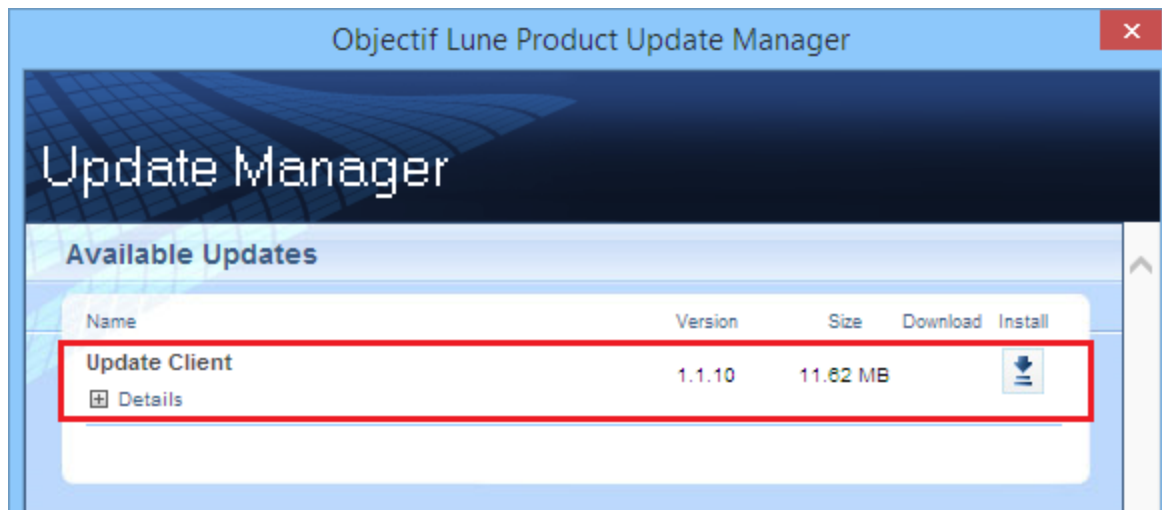 Objectif Lune Product Update Manager
Update Manager
Available Updates
Name Version Size Download Install
Update Client 1.1.10 11.62 MB
Details